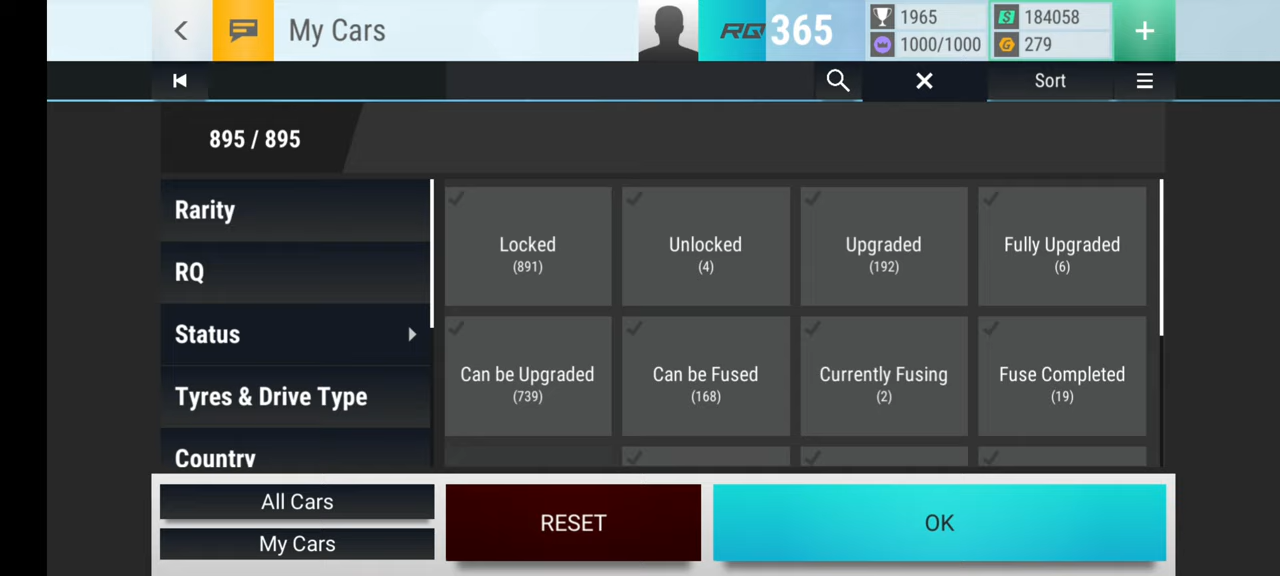 My Cars
RQ 365
1965
1000/1000
184058
279
+
Sort
895 / 895
Rarity
RQ
Status
Tyres & Drive Type
Country
Locked
(891)
Unlocked
(4)
Upgraded
(192)
Fully Upgraded
(6)
Can be Upgraded
(739)
Can be Fused
(168)
Currently Fusing
(2)
Fuse Completed
(19)
All Cars
My Cars
RESET
OK